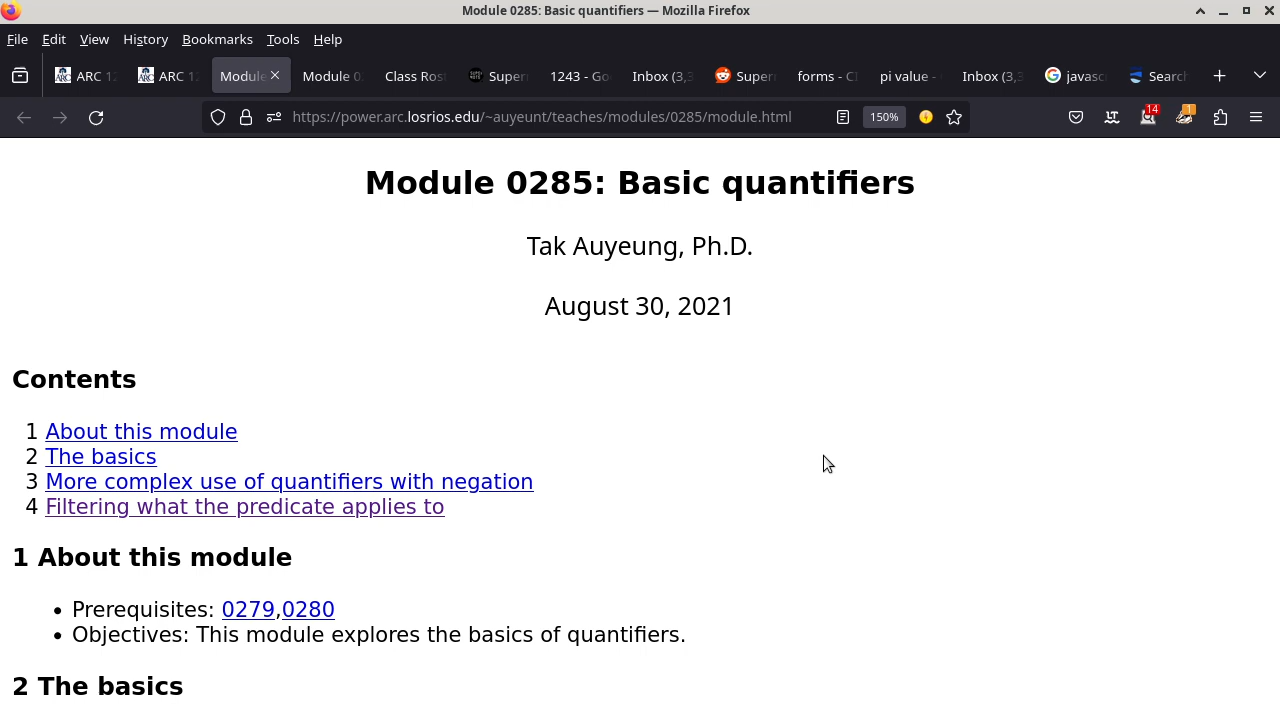 Module 0285: Basic quantifiers — Mozilla Firefox
File Edit View History Bookmarks Tools Help
ARC 12 ARC 12 Module Module 0 Class Ros Super 1243 - Go Inbox (3,3 Super forms - C pi value - Inbox (3,3 javasc Search
https://power.arc.losrios.edu/~auyeunt/teaches/modules/0285/module.html 150% 14 1
Module 0285: Basic quantifiers
Tak Auyeung, Ph.D.
August 30, 2021
Contents
1 About this module
2 The basics
3 More complex use of quantifiers with negation
4 Filtering what the predicate applies to
1 About this module
• Prerequisites: 0279,0280
• Objectives: This module explores the basics of quantifiers.
2 The basics